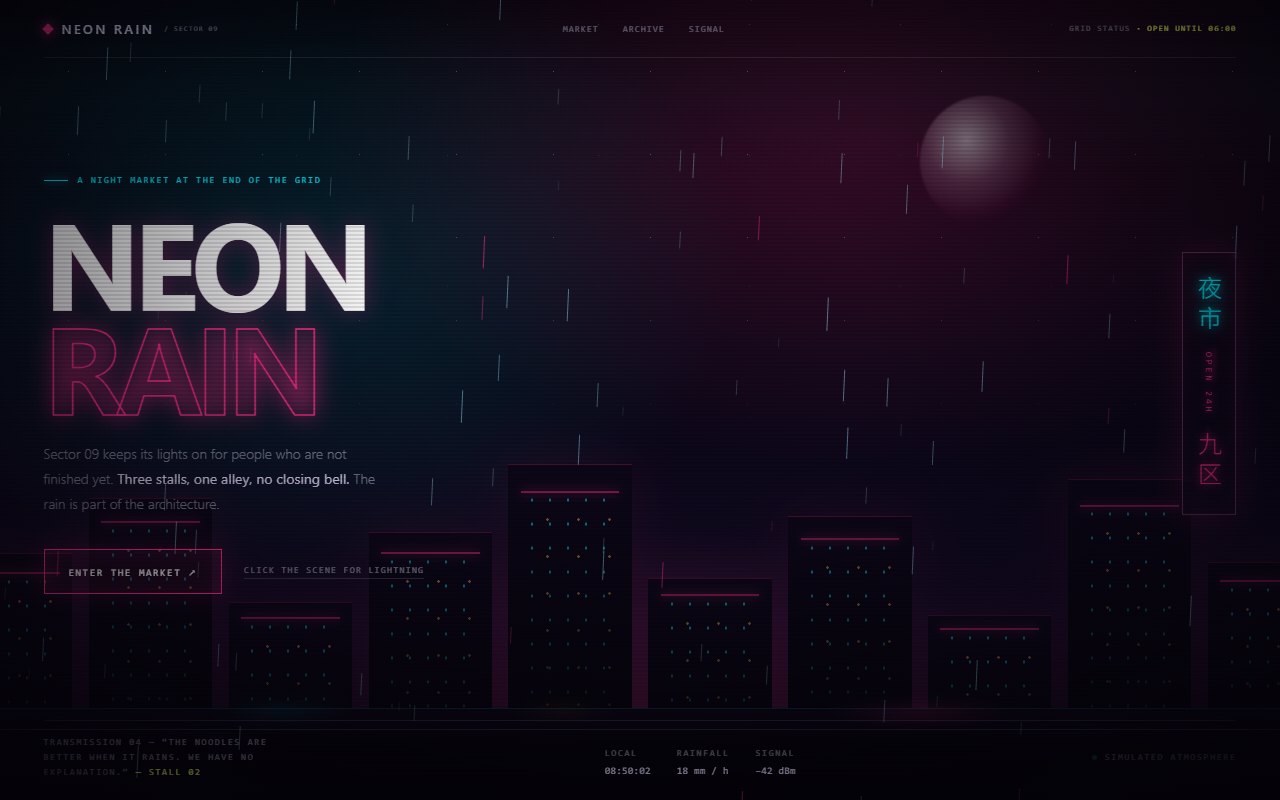 NEON RAIN / SECTOR 09
MARKET ARCHIVE SIGNAL
GRID STATUS • OPEN UNTIL 06:00
A NIGHT MARKET AT THE END OF THE GRID
NEON
RAIN
Sector 09 keeps its lights on for people who are not
finished yet. Three stalls, one alley, no closing bell. The
rain is part of the architecture.
ENTER THE MARKET ↗
CLICK THE SCENE FOR LIGHTNING
夜市
OPEN 24H
九区
TRANSMISSION 04 — "THE NOODLES ARE
BETTER WHEN IT RAINS. WE HAVE NO
EXPLANATION." — STALL 02
LOCAL RAINFALL SIGNAL
08:50:02 18 mm / h −42 dBm
SIMULATED ATMOSPHERE